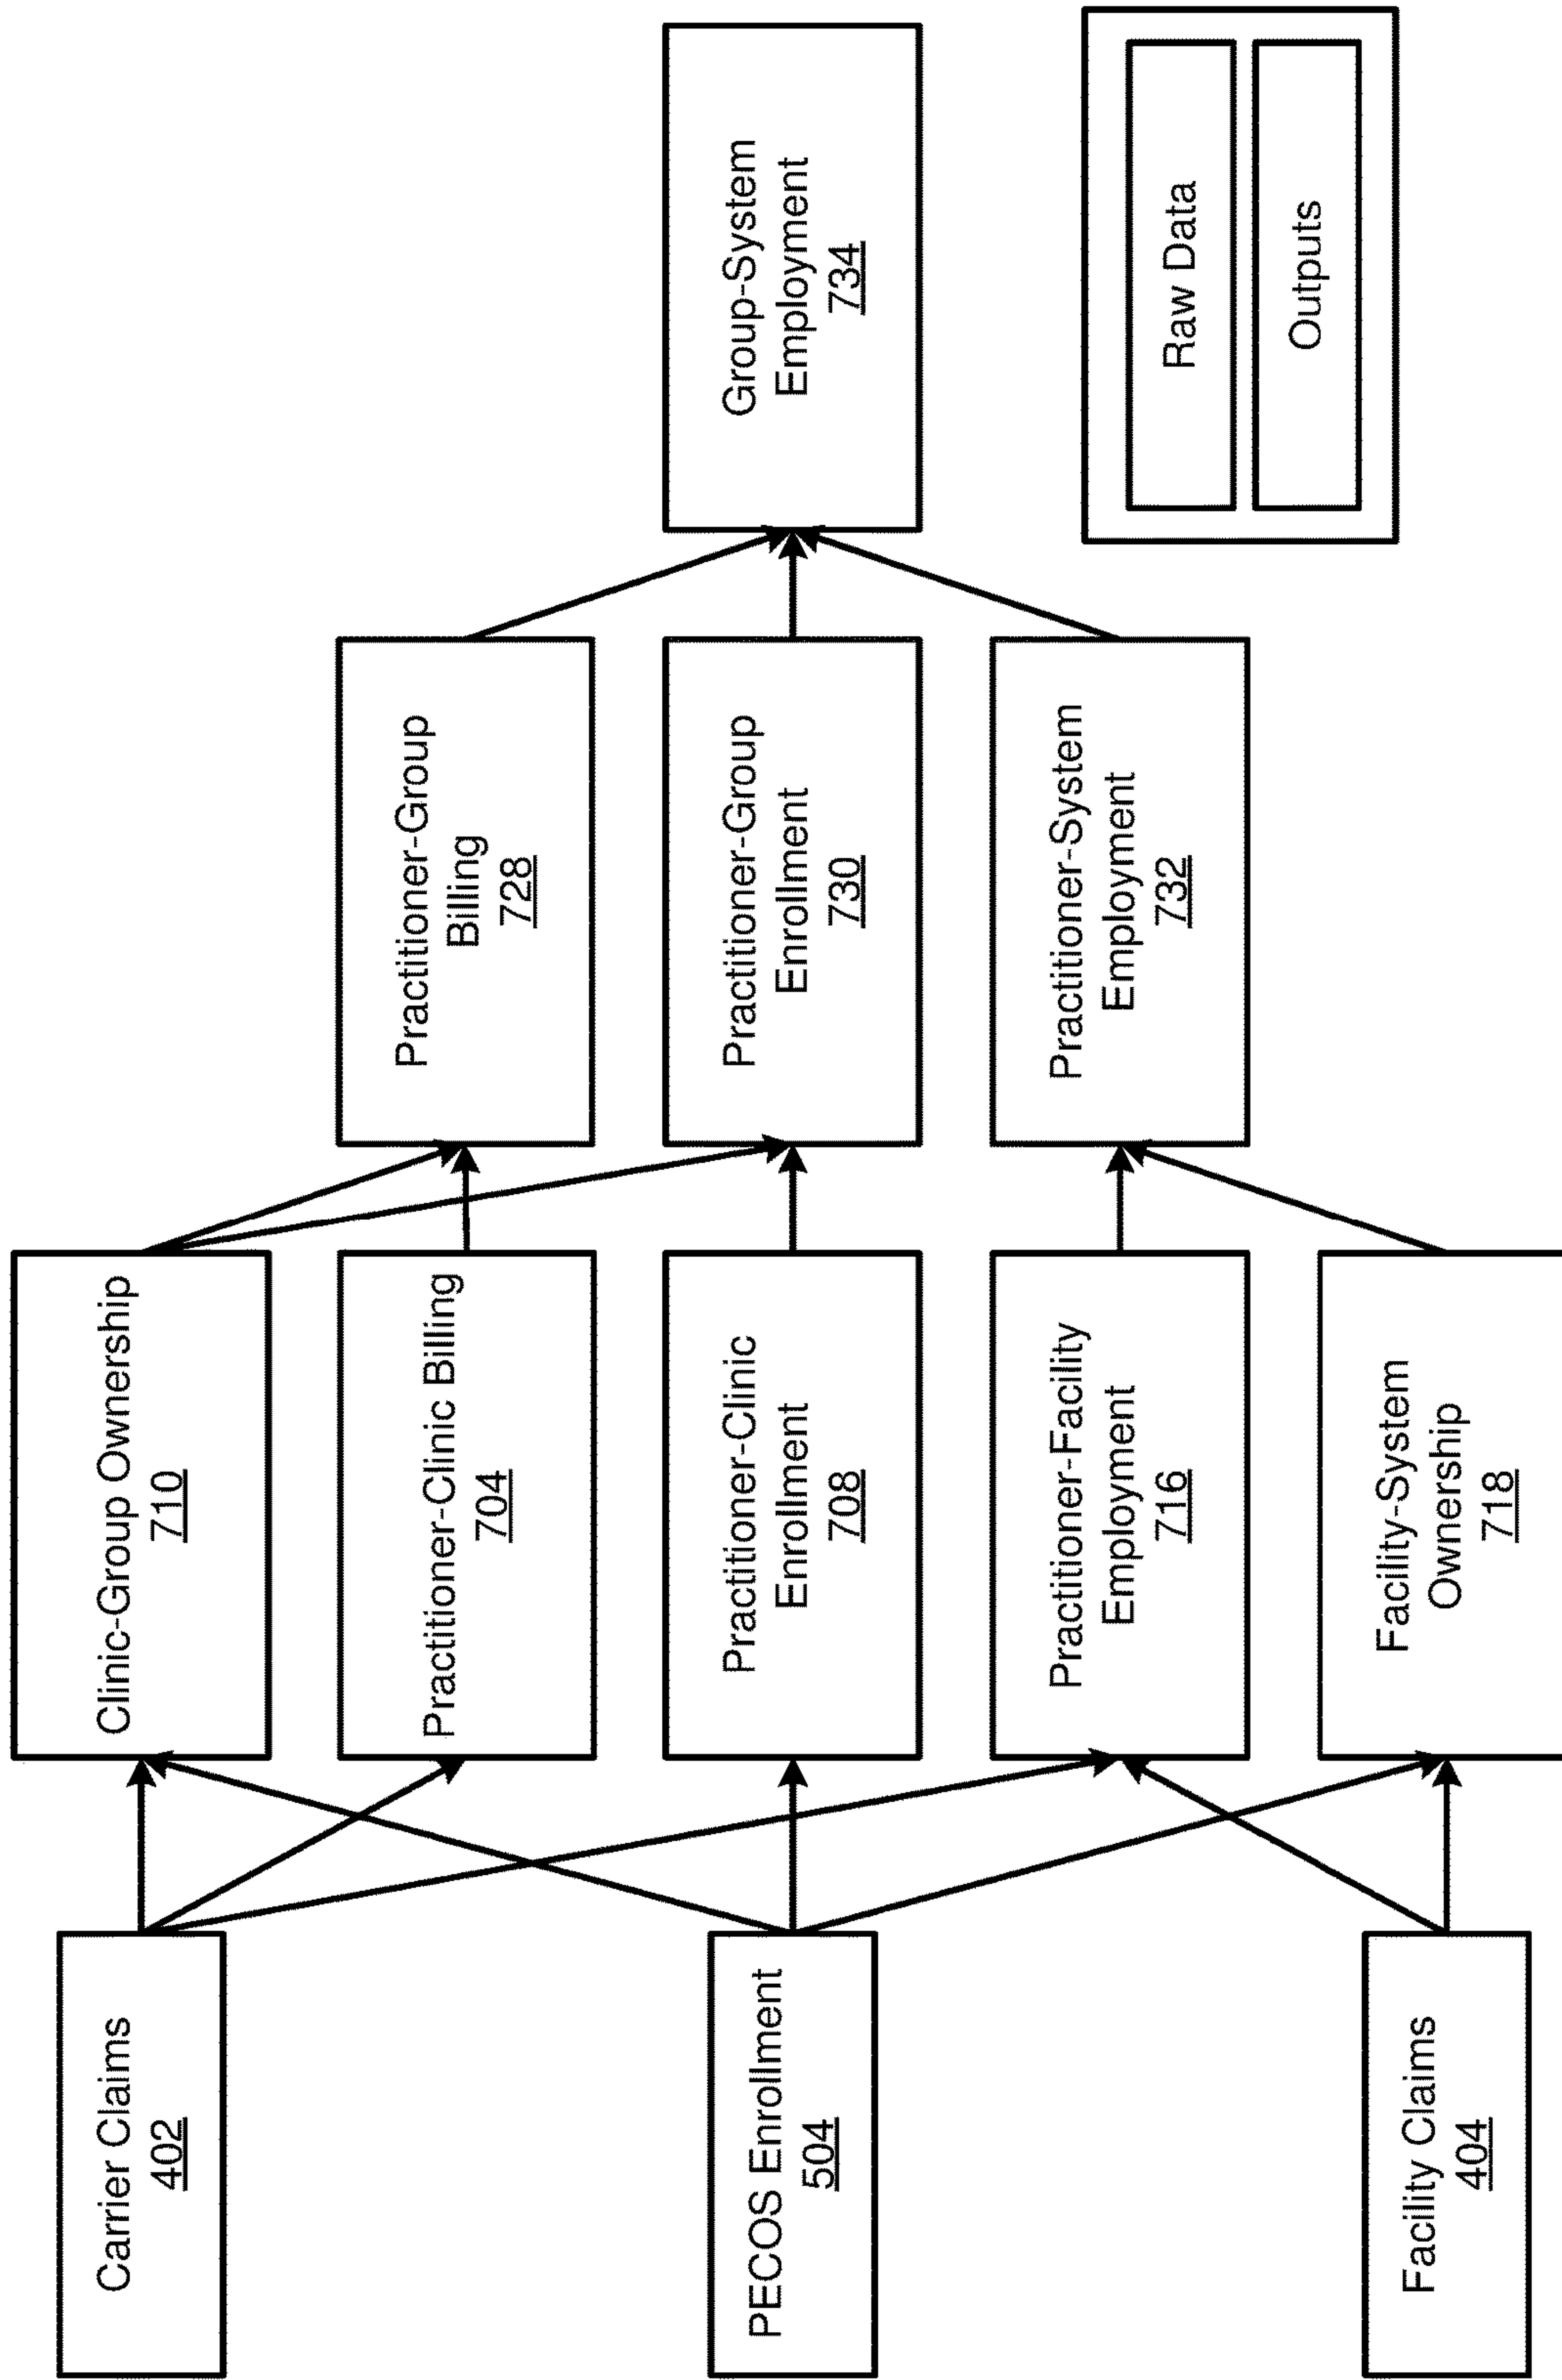 Carrier Claims
402
PECOS Enrollment
504
Facility Claims
404
Clinic-Group Ownership
710
Practitioner-Clinic Billing
704
Practitioner-Clinic
Enrollment
708
Practitioner-Facility
Employment
716
Facility-System
Ownership
718
Practitioner-Group
Billing
728
Practitioner-Group
Enrollment
730
Practitioner-System
Employment
732
Group-System
Employment
734
Raw Data
Outputs